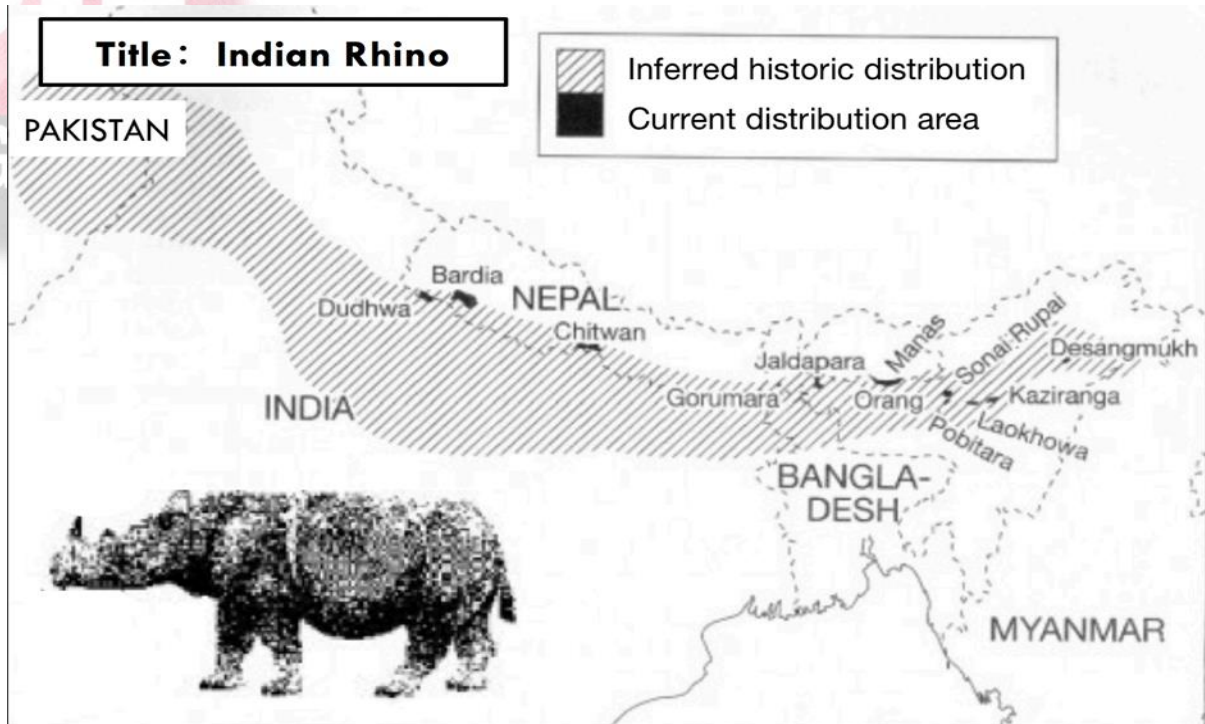 Title: Indian Rhino
Inferred historic distribution
Current distribution area
PAKISTAN
Bardia
Dudhwa
NEPAL
Chitwan
Jaldapara
Manas
Sonai Rupai
Desangmukh
Gorumara
Orang
Kaziranga
INDIA
Laokhowa
Pobitara
BANGLA-
DESH
MYANMAR